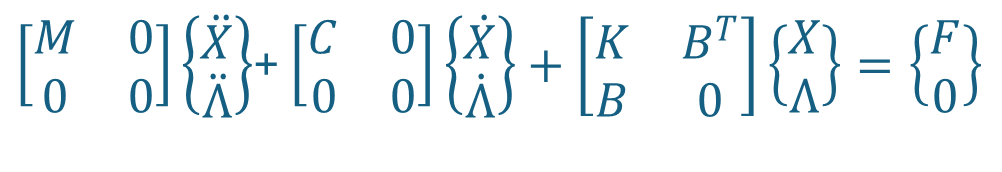 [M 0 0 0]{Ẍ Λ̈} + [C 0 0 0]{Ẋ Λ̇} + [K Bᵀ B 0]{X Λ} = {F 0}